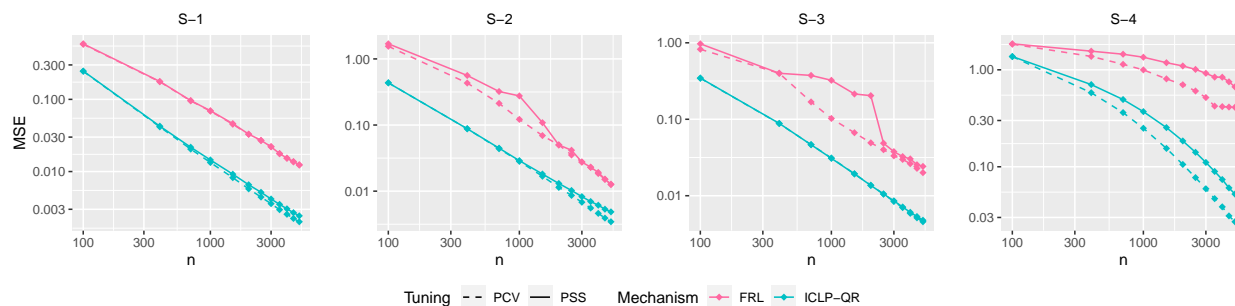 S−1 S−2 S−3 S−4
MSE
0.300 0.100 0.030 0.010 0.003
1.00 0.10 0.01
1.00 0.10 0.01
1.00 0.30 0.10 0.03
100 300 1000 3000 100 300 1000 3000 100 300 1000 3000 100 300 1000 3000
n n n n
Tuning PCV PSS Mechanism FRL ICLP−QR